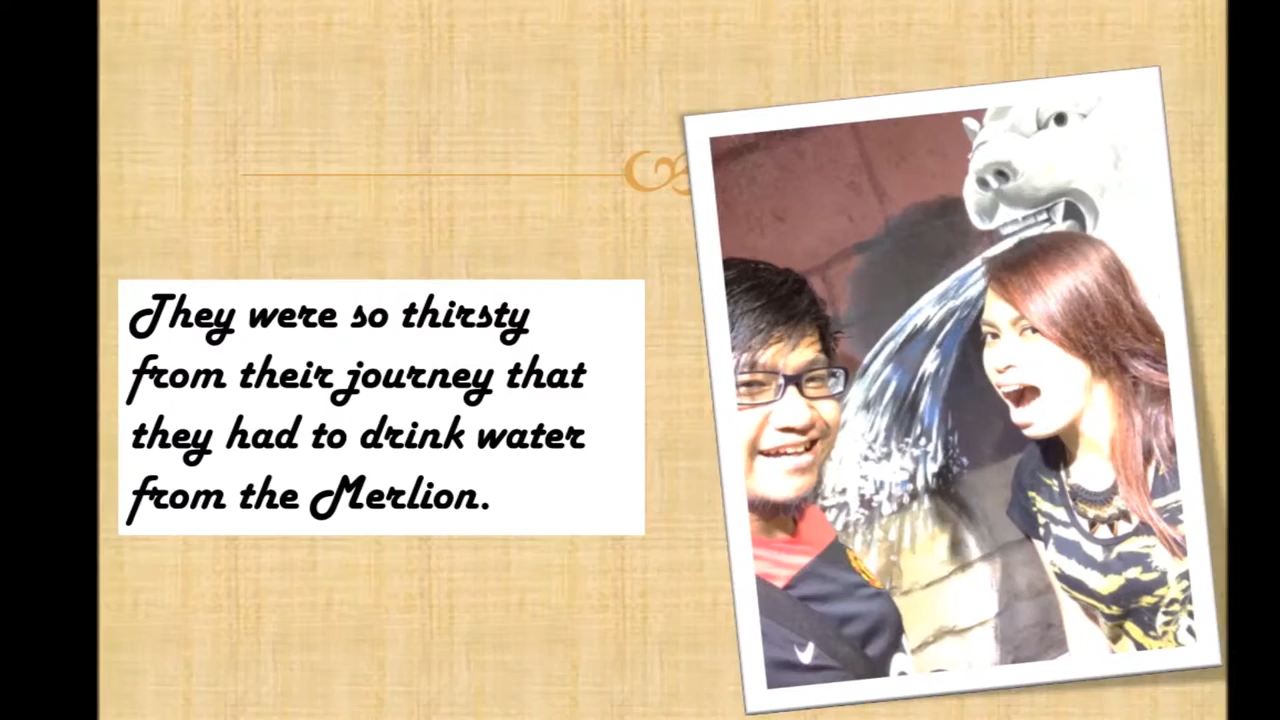 They were so thirsty
from their journey that
they had to drink water
from the Merlion.